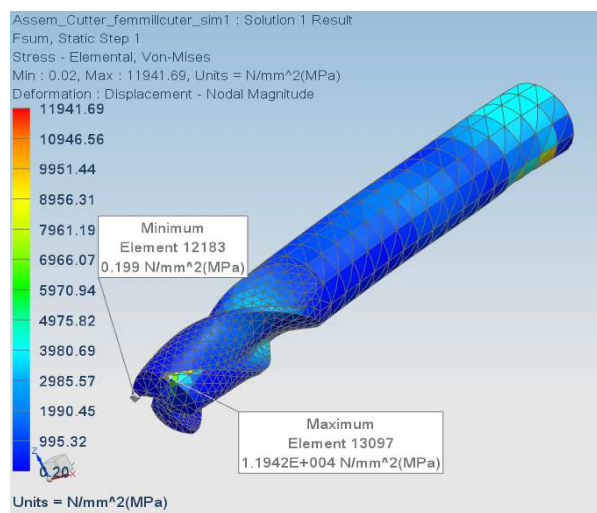 Assem_Cutter_femmillcuter_sim1 : Solution 1 Result
Fsum, Static Step 1
Stress - Elemental, Von-Mises
Min : 0.02, Max : 11941.69, Units = N/mm^2(MPa)
Deformation : Displacement - Nodal Magnitude
11941.69
10946.56
9951.44
8956.31
7961.19
6966.07
5970.94
4975.82
3980.69
2985.57
1990.45
995.32
0.20
Minimum
Element 12183
0.199 N/mm^2(MPa)
Maximum
Element 13097
1.1942E+004 N/mm^2(MPa)
Z
X
Units = N/mm^2(MPa)